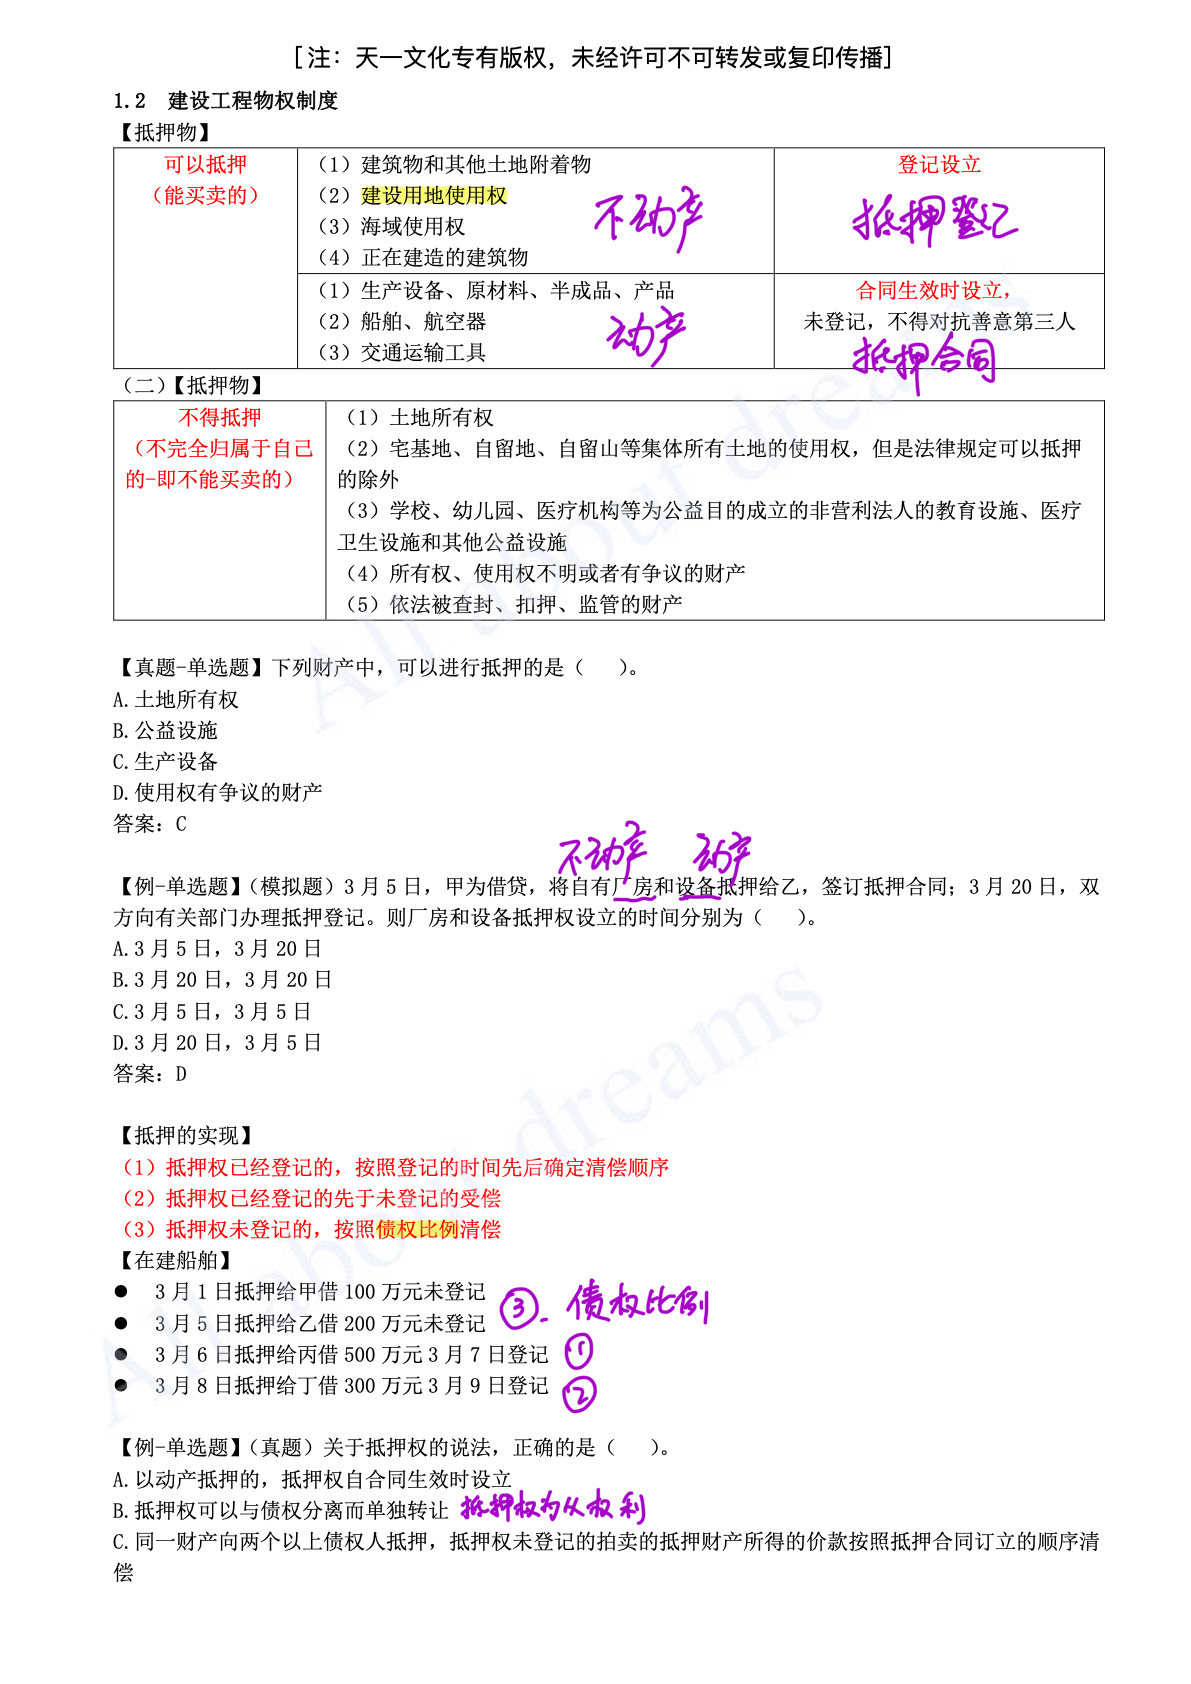 [注：天一文化专有版权，未经许可不可转发或复印传播]
1.2 建设工程物权制度
【抵押物】
可以抵押
（能买卖的）
（1）建筑物和其他土地附着物
（2）建设用地使用权
（3）海域使用权
（4）正在建造的建筑物
不动产
登记设立
抵押登记
（1）生产设备、原材料、半成品、产品
（2）船舶、航空器
（3）交通运输工具
动产
合同生效时设立，
未登记，不得对抗善意第三人
抵押合同
（二）【抵押物】
不得抵押
（不完全归属于自己
的-即不能买卖的）
（1）土地所有权
（2）宅基地、自留地、自留山等集体所有土地的使用权，但是法律规定可以抵押
的除外
（3）学校、幼儿园、医疗机构等为公益目的成立的非营利法人的教育设施、医疗
卫生设施和其他公益设施
（4）所有权、使用权不明或者有争议的财产
（5）依法被查封、扣押、监管的财产
All about dreams
【真题-单选题】下列财产中，可以进行抵押的是（ ）。
A.土地所有权
B.公益设施
C.生产设备
D.使用权有争议的财产
答案：C
不动产 动产
【例-单选题】（模拟题）3月5日，甲为借贷，将自有厂房和设备抵押给乙，签订抵押合同；3月20日，双
方向有关部门办理抵押登记。则厂房和设备抵押权设立的时间分别为（ ）。
A.3月5日，3月20日
B.3月20日，3月20日
C.3月5日，3月5日
D.3月20日，3月5日
答案：D
All about dreams
【抵押的实现】
（1）抵押权已经登记的，按照登记的时间先后确定清偿顺序
（2）抵押权已经登记的先于未登记的受偿
（3）抵押权未登记的，按照债权比例清偿
【在建船舶】
● 3月1日抵押给甲借100万元未登记
③. 债权比例
● 3月5日抵押给乙借200万元未登记
● 3月6日抵押给丙借500万元3月7日登记 ①
● 3月8日抵押给丁借300万元3月9日登记 ②
【例-单选题】（真题）关于抵押权的说法，正确的是（ ）。
A.以动产抵押的，抵押权自合同生效时设立
B.抵押权可以与债权分离而单独转让 抵押权为从权利
C.同一财产向两个以上债权人抵押，抵押权未登记的拍卖的抵押财产所得的价款按照抵押合同订立的顺序清
偿